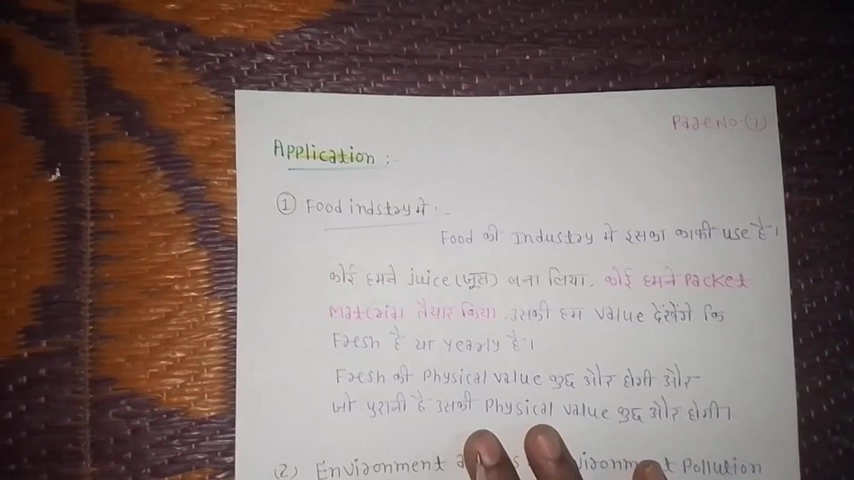 Page No. (7)
Application :-
① Food indstry मे :-
Food की Industry मे इसका काफी use है।
कोई हमने juice (जूस) बना लिया. कोई हमने Packet
Material तैयार किया. उसकी हम value देखेंगे कि
Fresh है या yearly है।
Fresh की Physical value कुछ और होगी और
जो पुरानी है उसकी Physical value कुछ और होगी।
(2) Environment Pollution